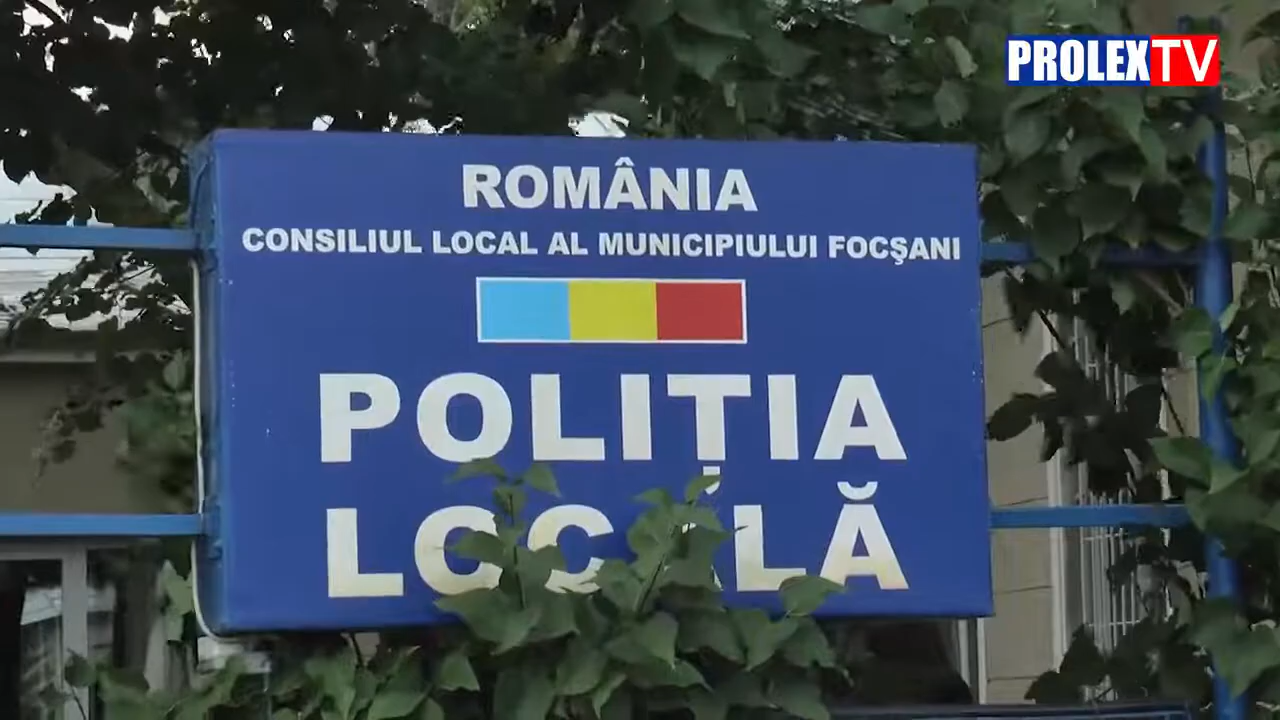 PROLEXTV
ROMÂNIA
CONSILIUL LOCAL AL MUNICIPIULUI FOCŞANI
POLIȚIA
LOCALĂ